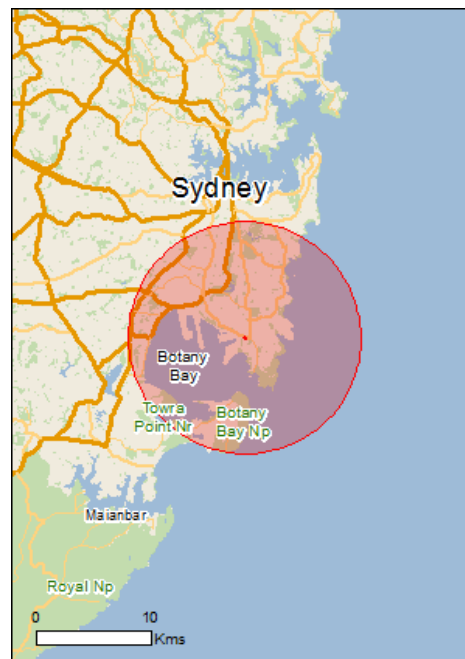 Sydney
Botany
Bay
Towra
Point Nr
Botany
Bay Np
Maianbar
Royal Np
0 10
Kms